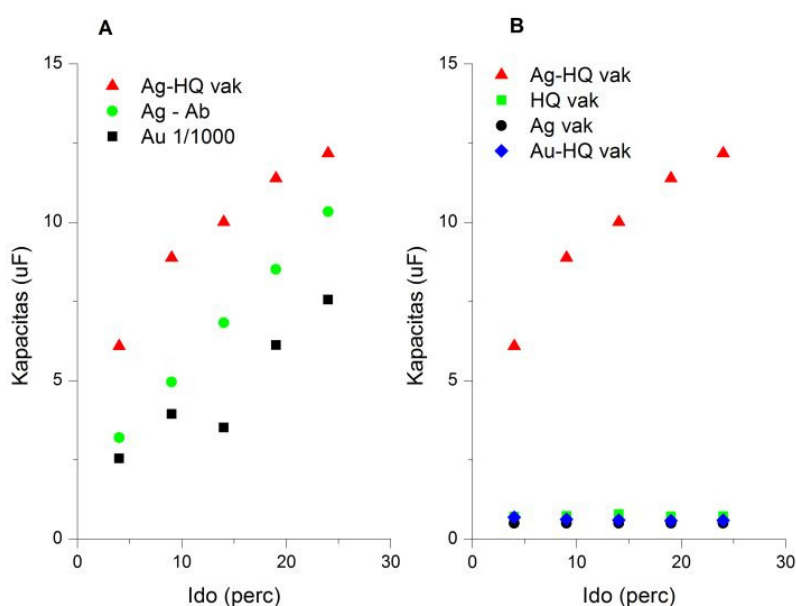 A
Ag-HQ vak
Ag - Ab
Au 1/1000
15
10
5
0
Kapacitas (uF)
0 10 20 30
Ido (perc)
B
Ag-HQ vak
HQ vak
Ag vak
Au-HQ vak
15
10
5
0
Kapacitas (uF)
0 10 20 30
Ido (perc)